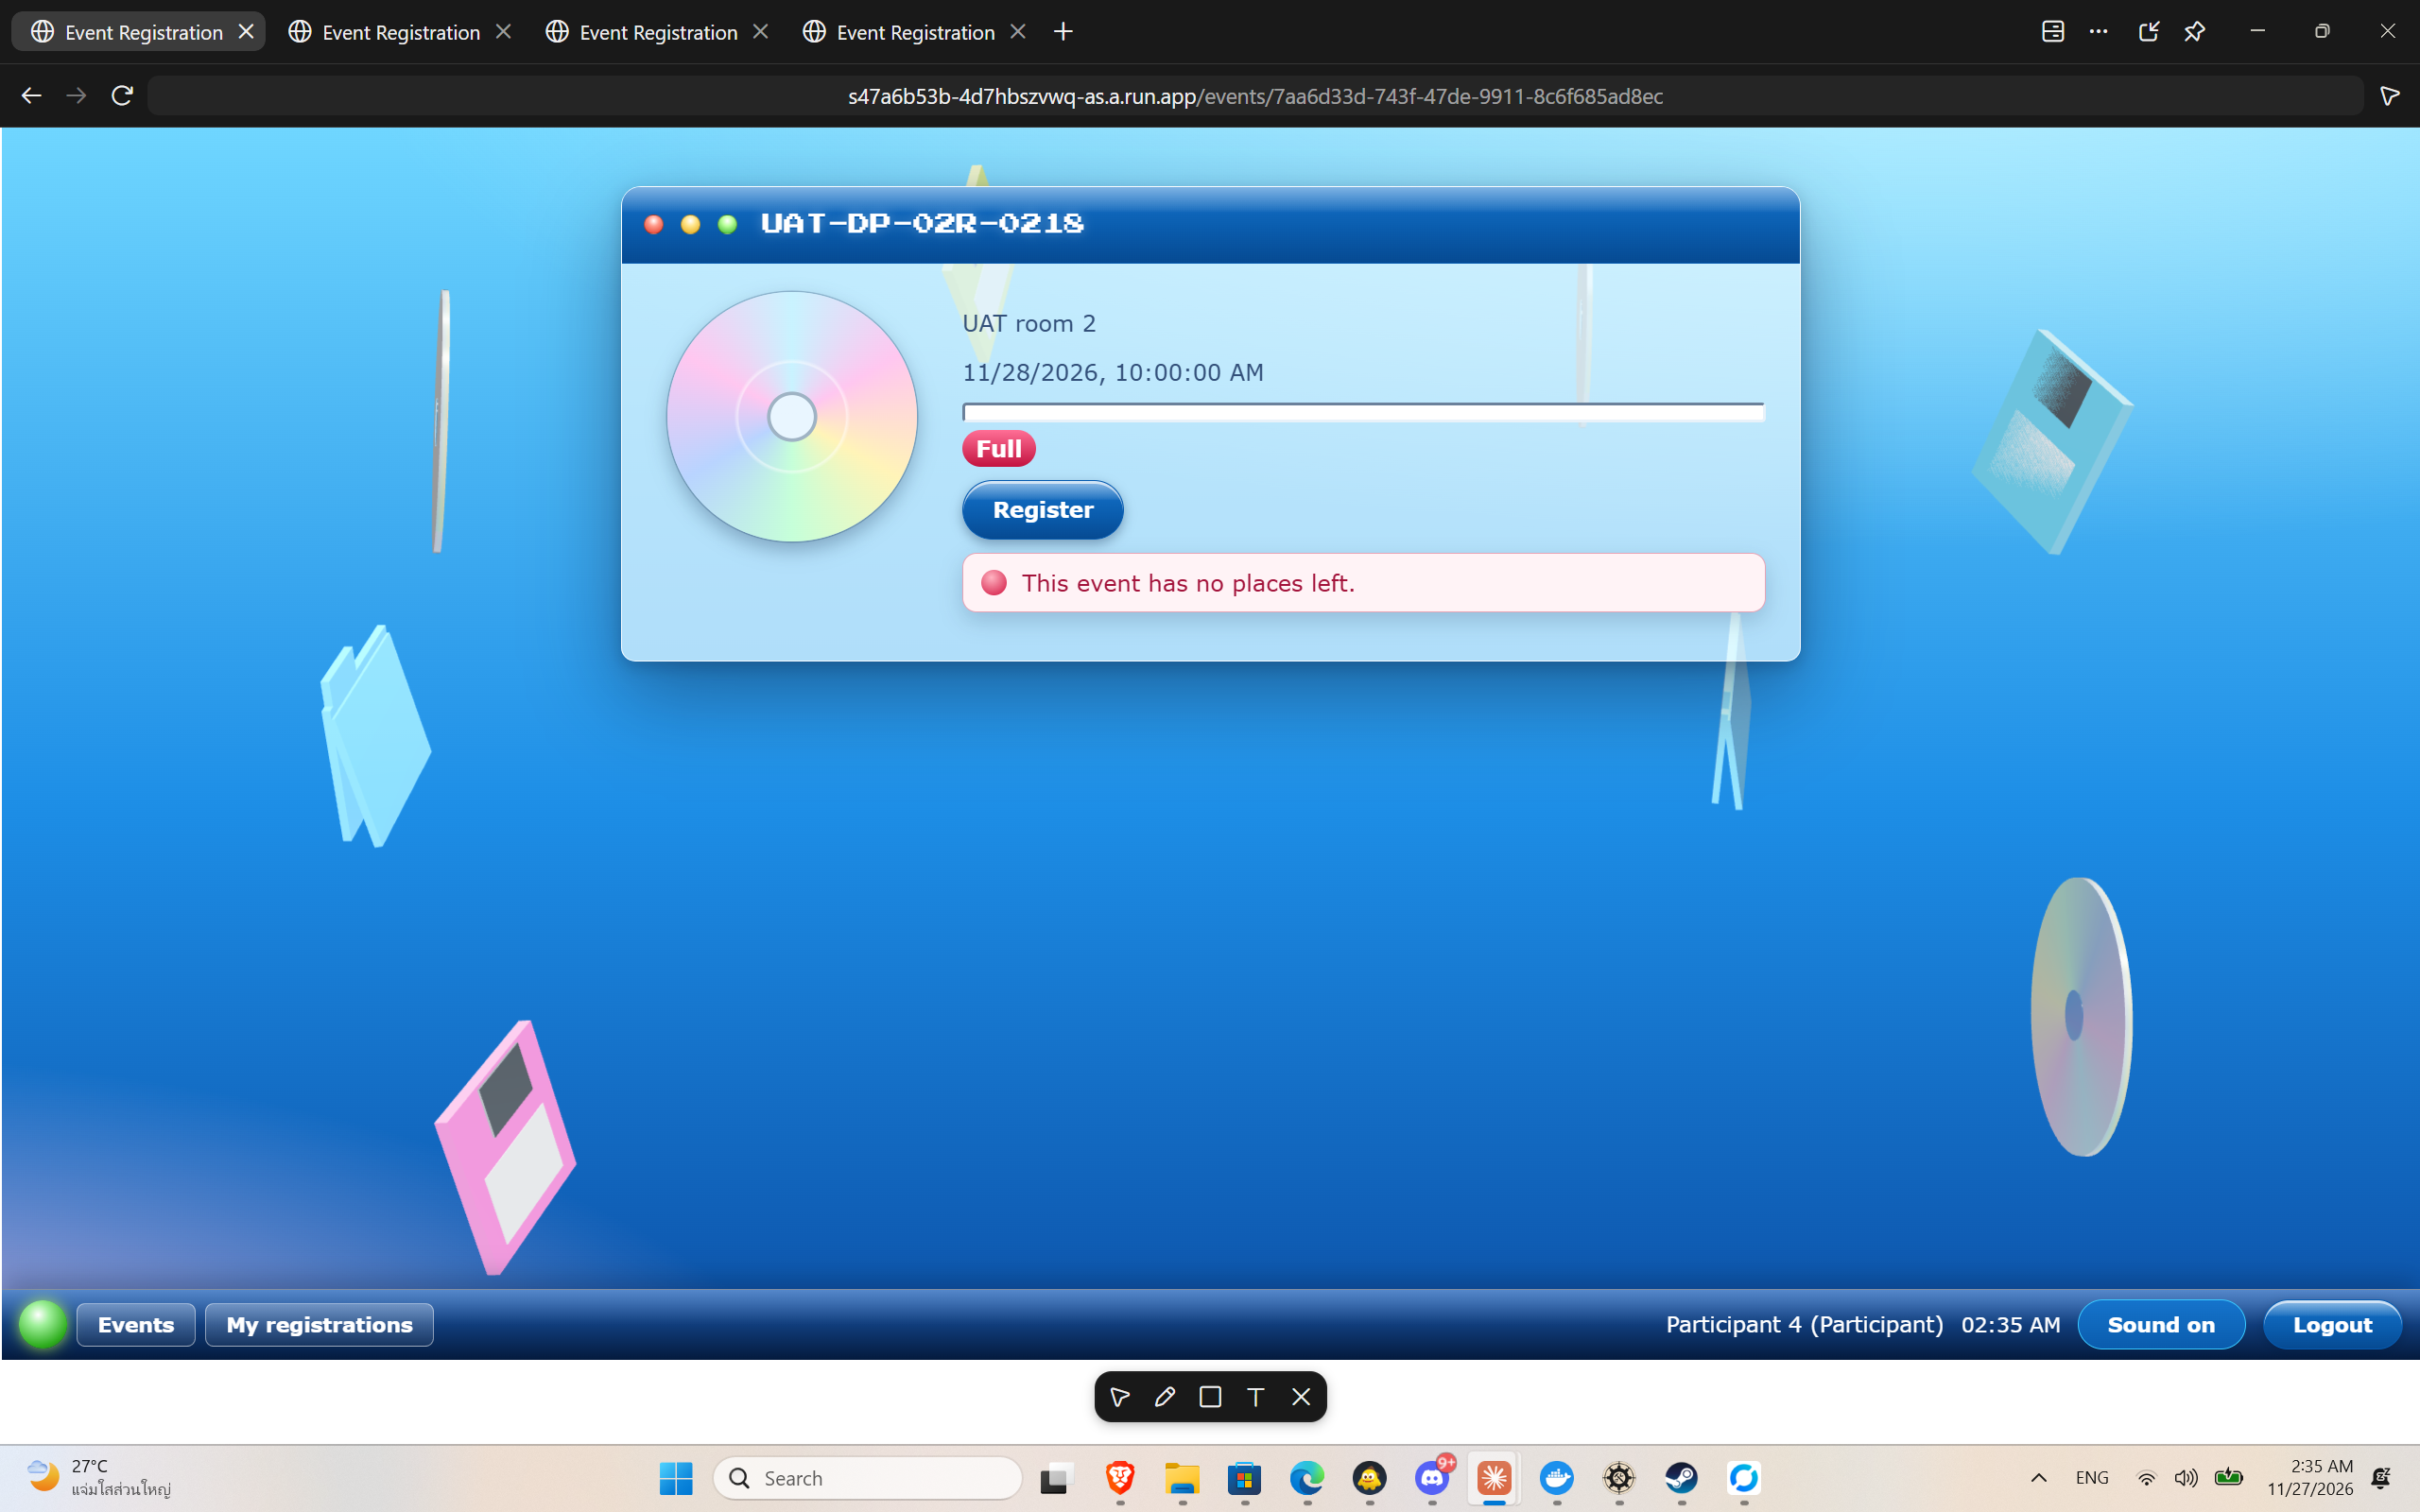 Event Registration
Event Registration
Event Registration
Event Registration
s47a6b53b-4d7hbszvwq-as.a.run.app/events/7aa6d33d-743f-47de-9911-8c6f685ad8ec
UAT-DP-02R-0218
UAT room 2
11/28/2026, 10:00:00 AM
Full
Register
This event has no places left.
Events
My registrations
Participant 4 (Participant)
02:35 AM
Sound on
Logout
27°C
แจ่มใสส่วนใหญ่
Search
9+
ENG
2:35 AM
11/27/2026